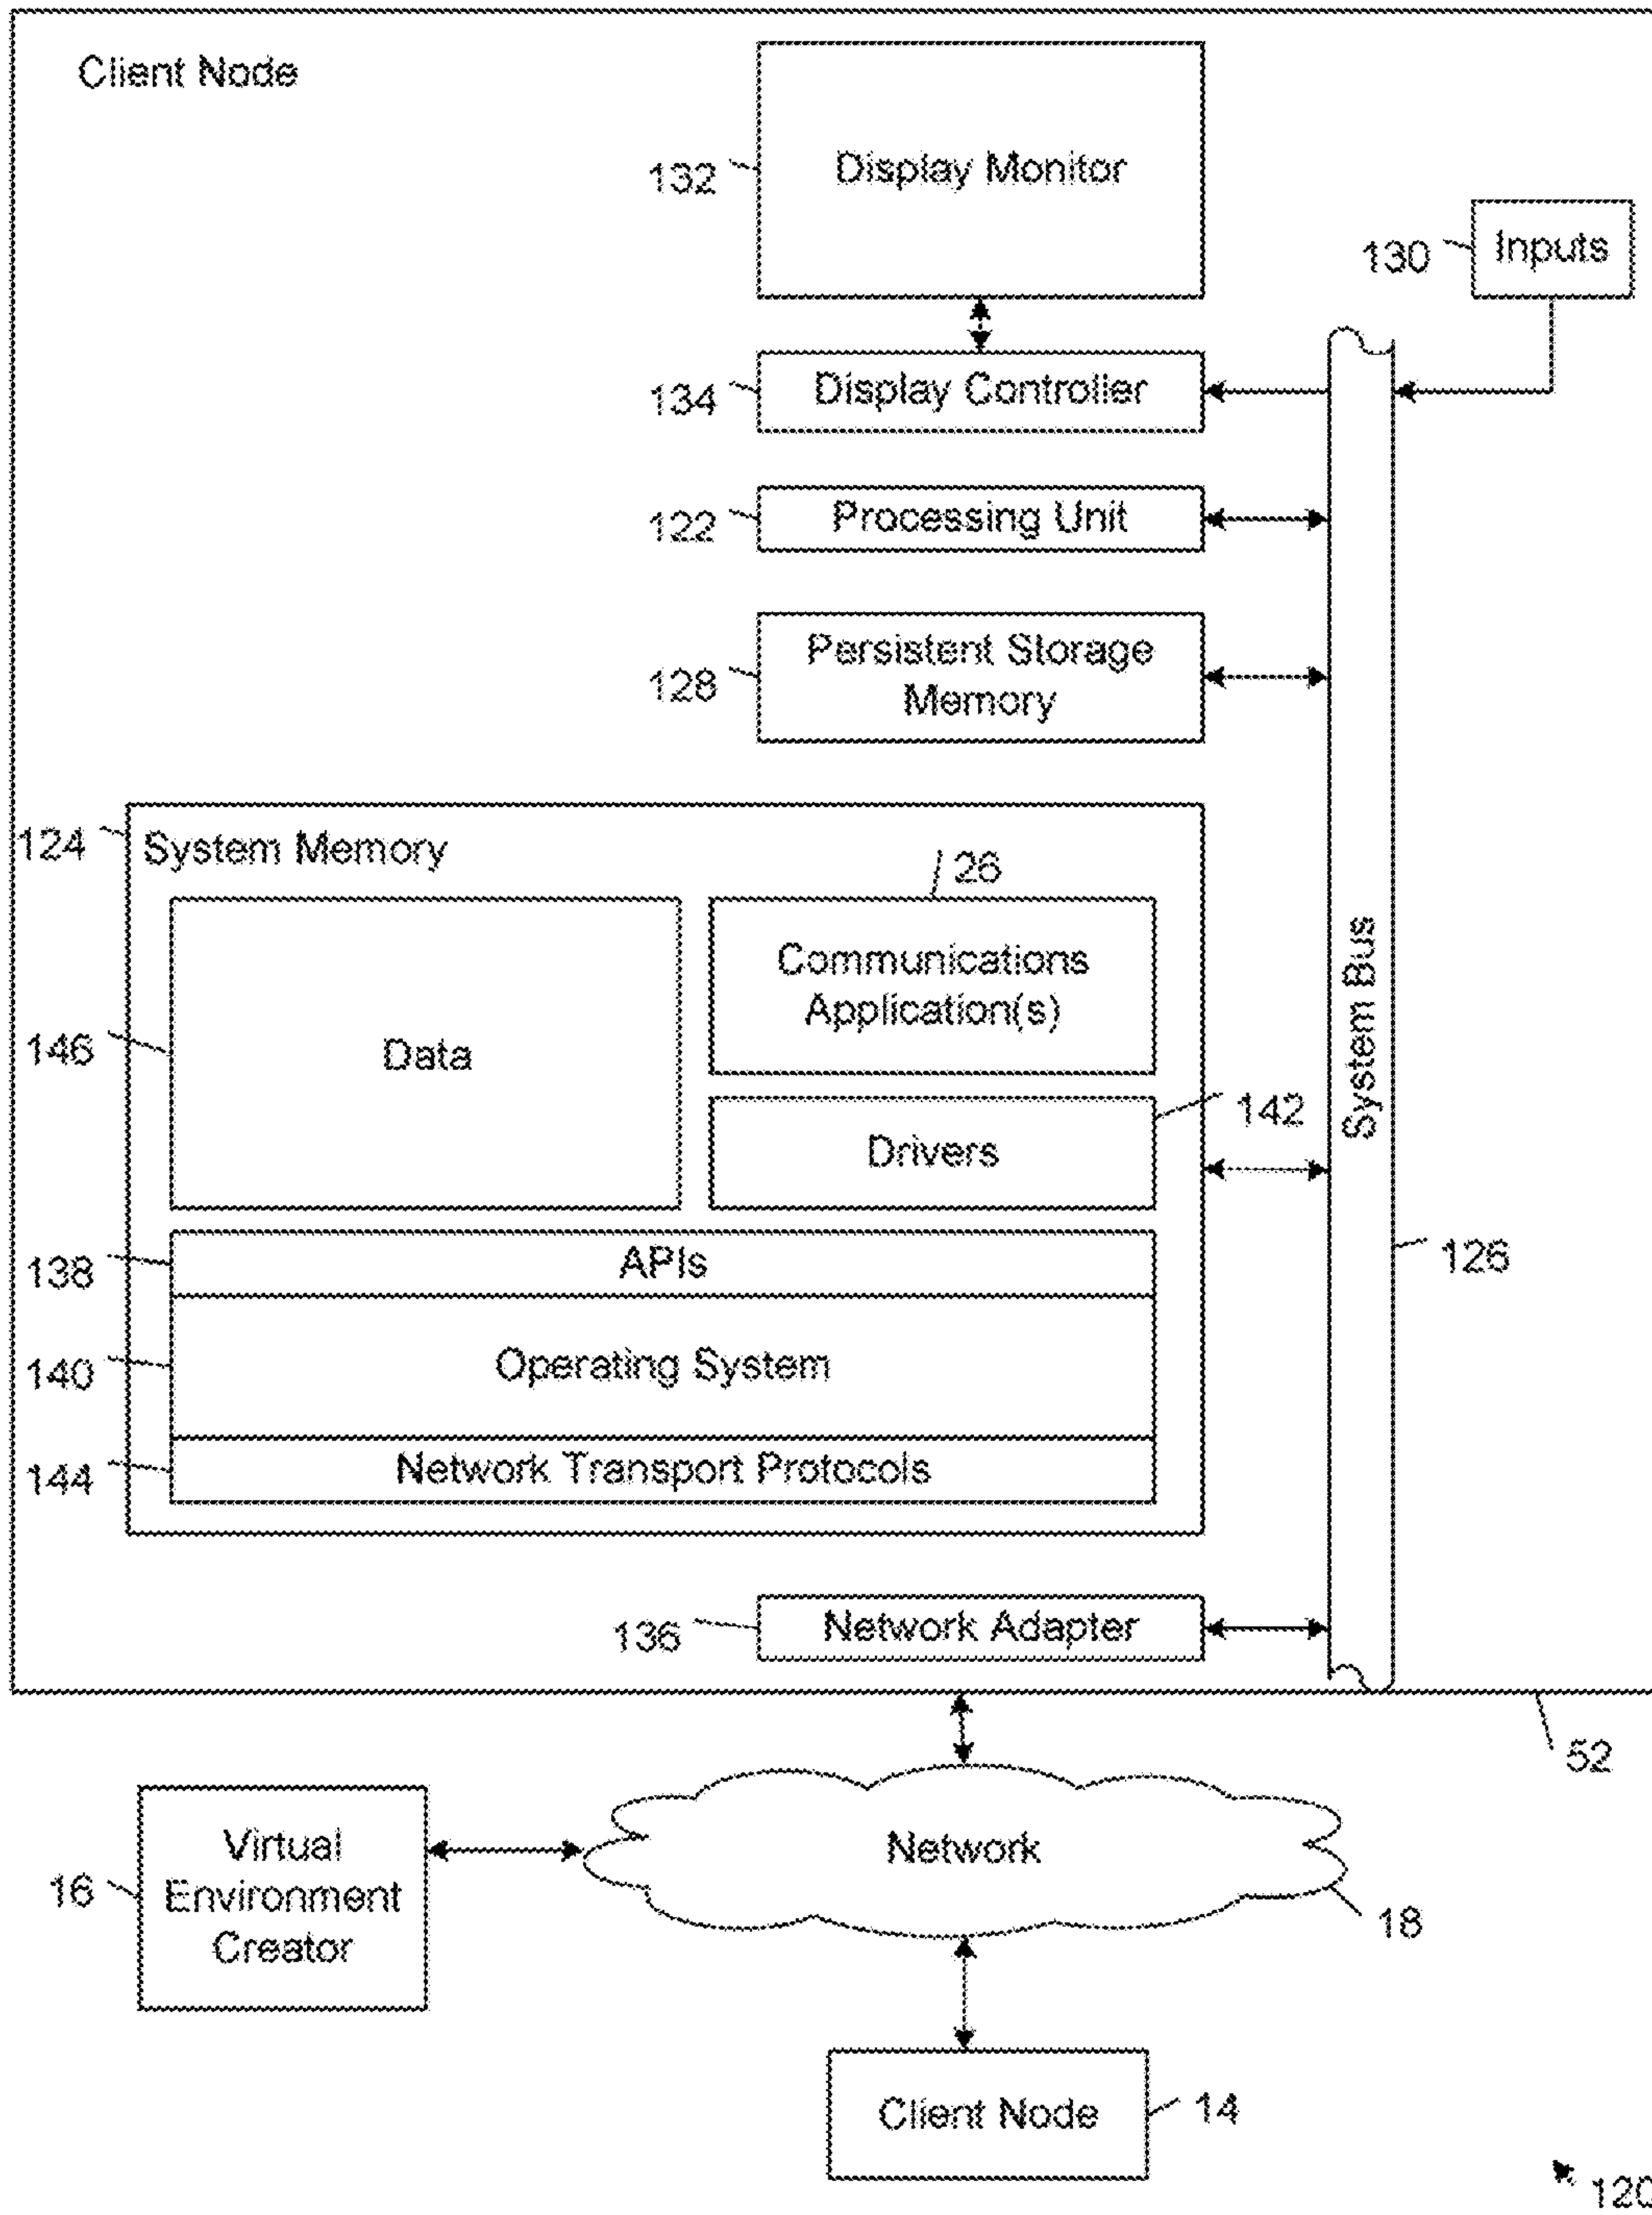 Client Node
132
Display Monitor
130
Inputs
134
Display Controller
122
Processing Unit
128
Persistent Storage
Memory
124
System Memory
26
Communications
Application(s)
146
Data
142
Drivers
System Bus
138
APIs
126
140
Operating System
144
Network Transport Protocols
136
Network Adapter
52
16
Virtual
Environment
Creator
Network
18
Client Node
14
120